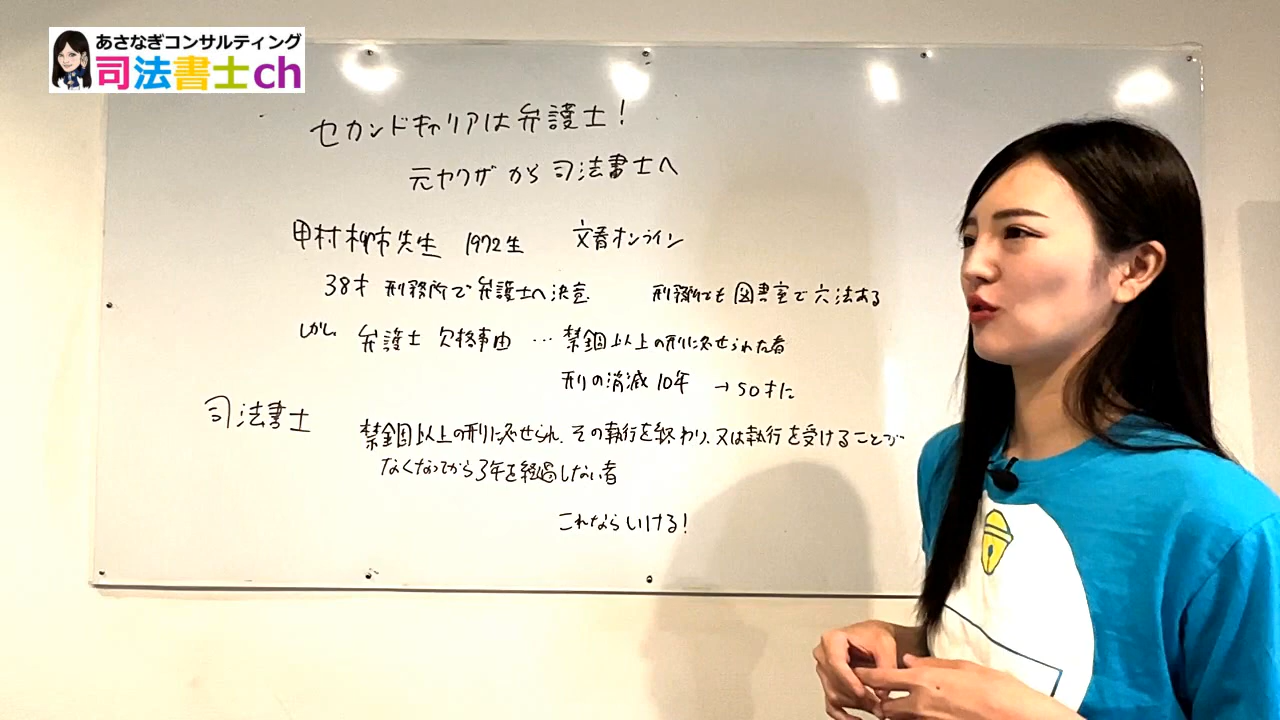 あさなぎコンサルティング
司法書士ch
セカンドキャリアは弁護士!
元ヤクザから司法書士へ
甲村柳市先生 1972生 文春オンライン
38才 刑務所で弁護士へ決意 刑務所でも図書室で六法ある
しかし 弁護士 欠格事由 … 禁錮以上の刑に処せられた者
刑の消滅10年 → 50才に
司法書士 禁錮以上の刑に処せられ、その執行を終わり、又は執行を受けることが
なくなってから3年を経過しない者
これならいける!